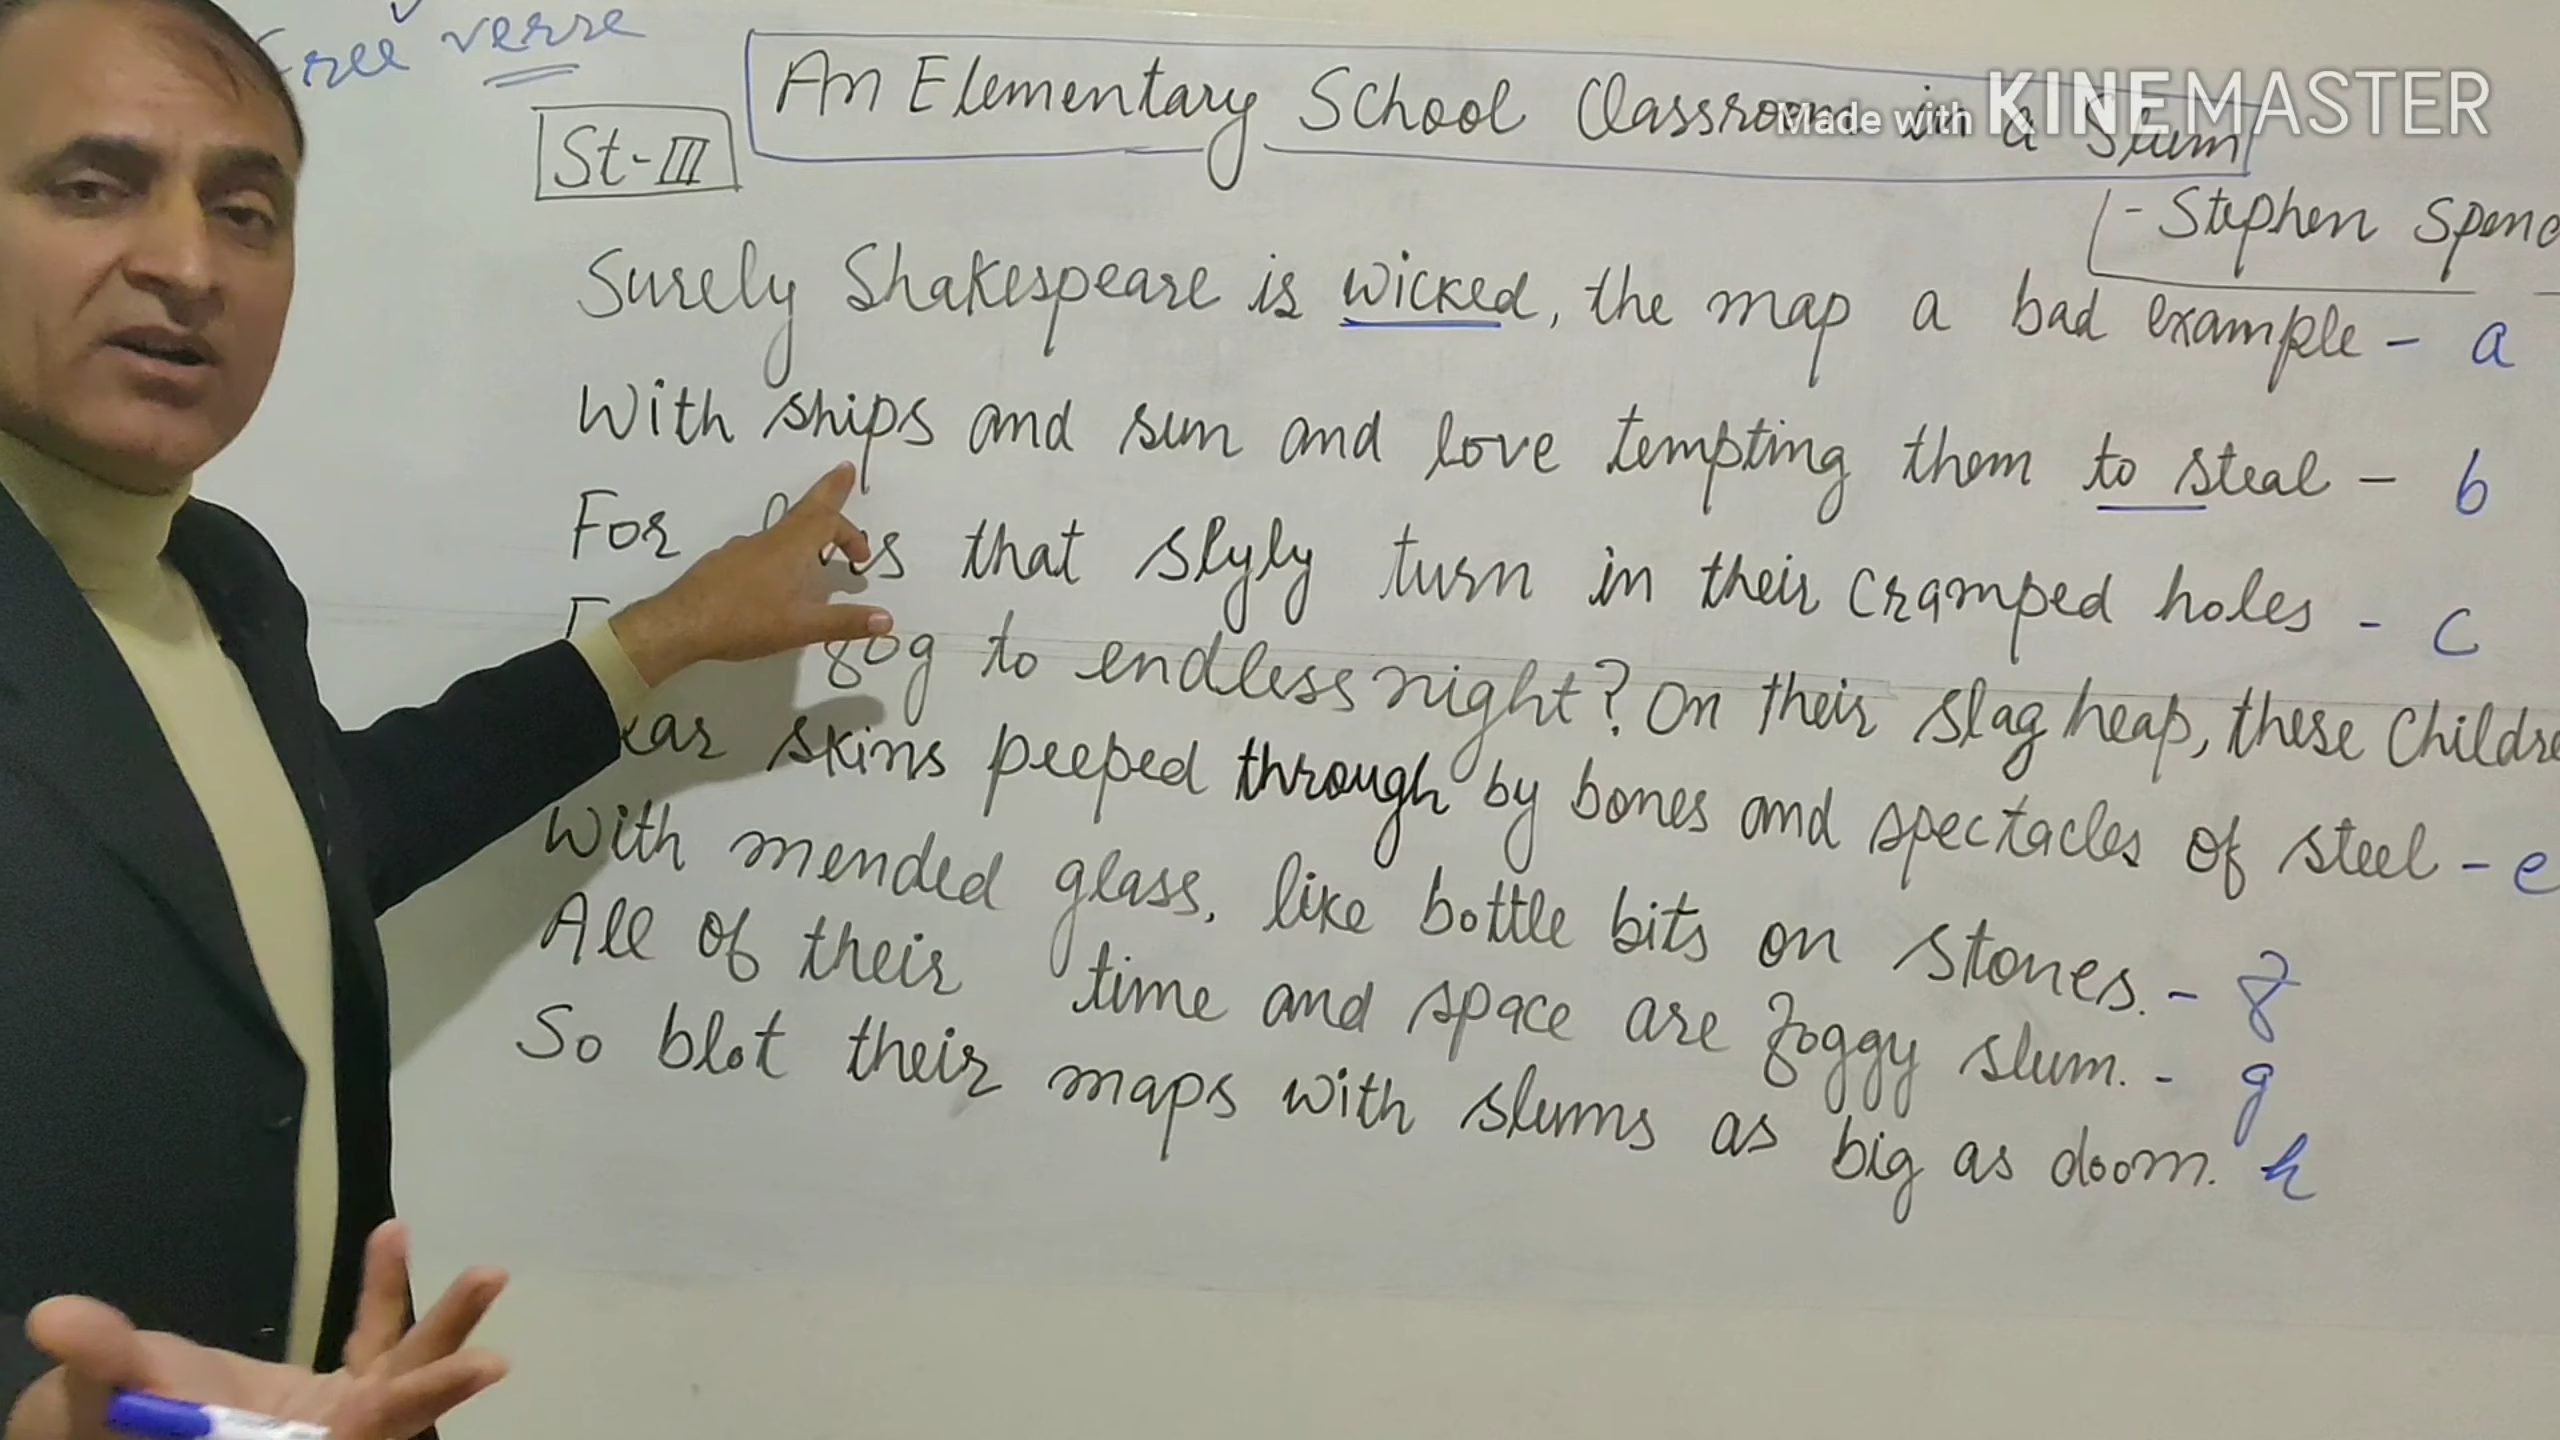 Free verse
An Elementary School Classroom in a Slum
Made with KINEMASTER
St-III
- Stephen Spend
Surely Shakespeare is wicked, the map a bad example - a
With ships and sun and love tempting them to steal - b
For that slyly turn in their cramped holes - c
fog to endless night? On their slag heap, these Childre
Wear skins peeped through by bones and spectacles of steel - e
With mended glass, like bottle bits on stones. - f
All of their time and space are foggy slum. - g
So blot their maps with slums as big as doom. h